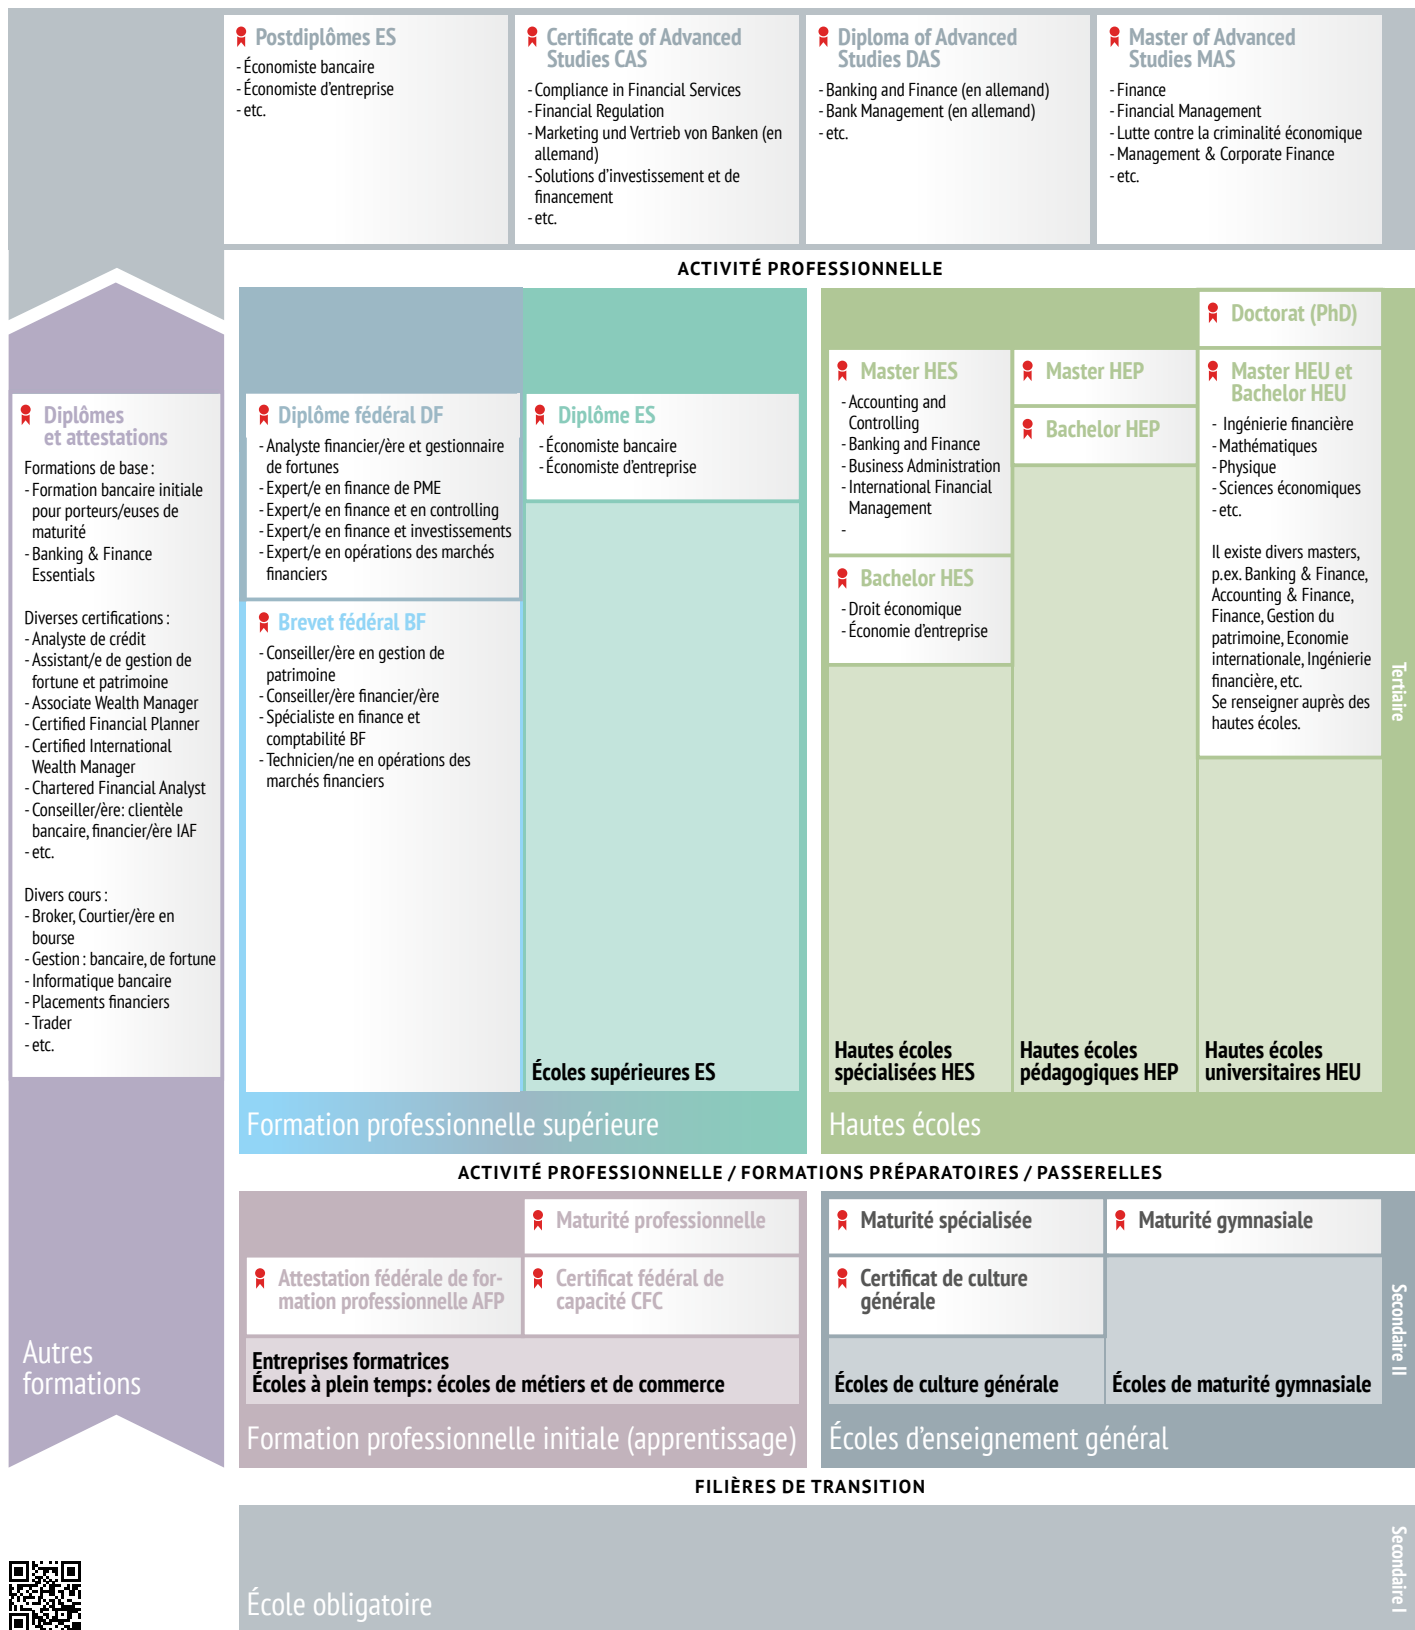 Postdiplômes ES
- Économiste bancaire
- Économiste d'entreprise
- etc.
Certificate of Advanced
Studies CAS
- Compliance in Financial Services
- Financial Regulation
- Marketing und Vertrieb von Banken (en
allemand)
- Solutions d'investissement et de
financement
- etc.
Diploma of Advanced
Studies DAS
- Banking and Finance (en allemand)
- Bank Management (en allemand)
- etc.
Master of Advanced
Studies MAS
- Finance
- Financial Management
- Lutte contre la criminalité économique
- Management & Corporate Finance
- etc.
ACTIVITÉ PROFESSIONNELLE
Diplômes
et attestations
Formations de base :
- Formation bancaire initiale
pour porteurs/euses de
maturité
- Banking & Finance
Essentials
Diverses certifications :
- Analyste de crédit
- Assistant/e de gestion de
fortune et patrimoine
- Associate Wealth Manager
- Certified Financial Planner
- Certified International
Wealth Manager
- Chartered Financial Analyst
- Conseiller/ère: clientèle
bancaire, financier/ère IAF
- etc.
Divers cours :
- Broker, Courtier/ère en
bourse
- Gestion : bancaire, de fortune
- Informatique bancaire
- Placements financiers
- Trader
- etc.
Autres
formations
Diplôme fédéral DF
- Analyste financier/ère et gestionnaire
de fortunes
- Expert/e en finance de PME
- Expert/e en finance et en controlling
- Expert/e en finance et investissements
- Expert/e en opérations des marchés
financiers
Brevet fédéral BF
- Conseiller/ère en gestion de
patrimoine
- Conseiller/ère financier/ère
- Spécialiste en finance et
comptabilité BF
- Technicien/ne en opérations des
marchés financiers
Diplôme ES
- Économiste bancaire
- Économiste d'entreprise
Écoles supérieures ES
Formation professionnelle supérieure
Master HES
- Accounting and
Controlling
- Banking and Finance
- Business Administration
- International Financial
Management
-
Bachelor HES
- Droit économique
- Économie d'entreprise
Hautes écoles
spécialisées HES
Master HEP
Bachelor HEP
Hautes écoles
pédagogiques HEP
Doctorat (PhD)
Master HEU et
Bachelor HEU
- Ingénierie financière
- Mathématiques
- Physique
- Sciences économiques
- etc.
Il existe divers masters,
p.ex. Banking & Finance,
Accounting & Finance,
Finance, Gestion du
patrimoine, Economie
internationale, Ingénierie
financière, etc.
Se renseigner auprès des
hautes écoles.
Hautes écoles
universitaires HEU
Hautes écoles
Tertiaire
ACTIVITÉ PROFESSIONNELLE / FORMATIONS PRÉPARATOIRES / PASSERELLES
Maturité professionnelle
Attestation fédérale de for-
mation professionnelle AFP
Certificat fédéral de
capacité CFC
Entreprises formatrices
Écoles à plein temps: écoles de métiers et de commerce
Formation professionnelle initiale (apprentissage)
Maturité spécialisée
Certificat de culture
générale
Écoles de culture générale
Maturité gymnasiale
Écoles de maturité gymnasiale
Écoles d'enseignement général
Secondaire II
FILIÈRES DE TRANSITION
École obligatoire
Secondaire I